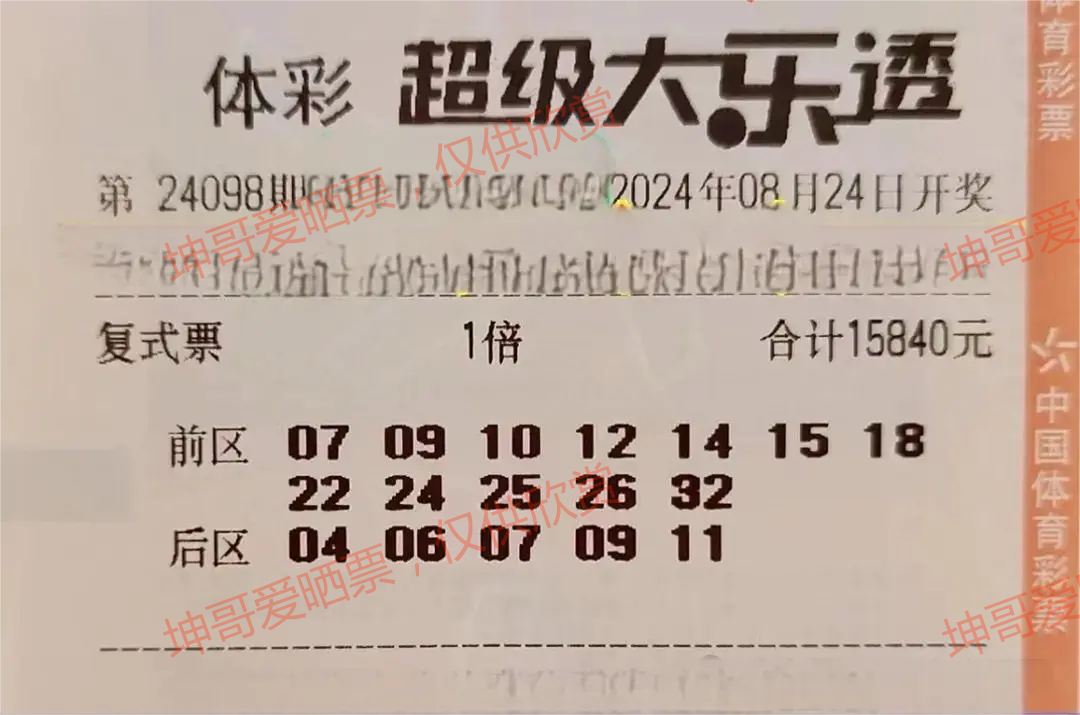 体彩 超级大乐透
第 24098期 2024年08月24日开奖
复式票 1倍 合计15840元
前区 07 09 10 12 14 15 18
22 24 25 26 32
后区 04 06 07 09 11
体育彩票
中国体育彩票
坤哥爱晒票，仅供欣赏
坤哥爱晒
坤哥爱晒票，仅供欣赏
坤哥爱晒